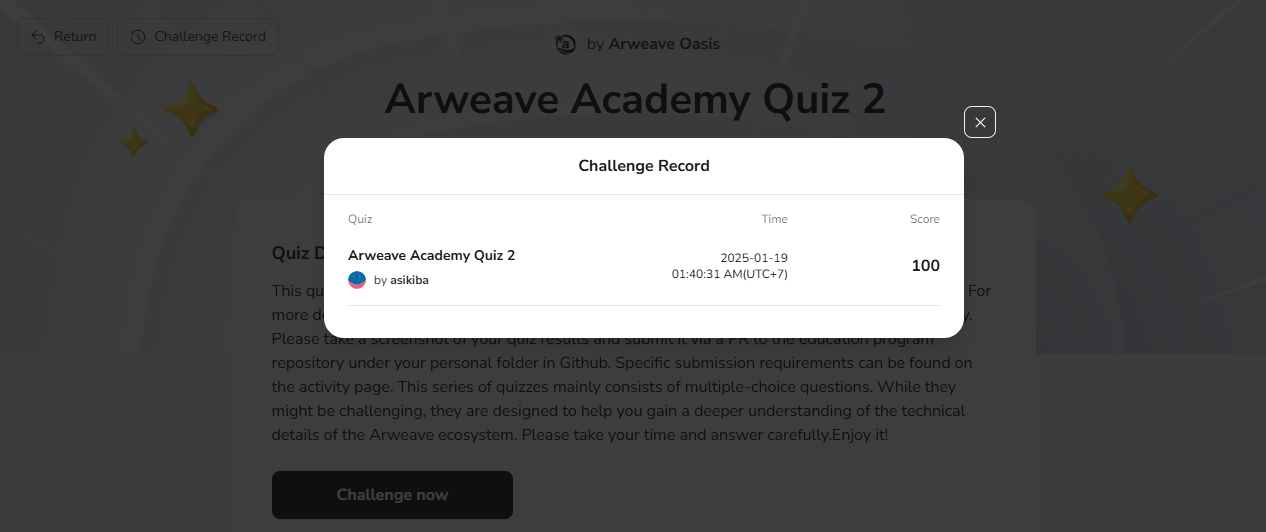 Return
Challenge Record
by Arweave Oasis
Arweave Academy Quiz 2
Challenge Record
Quiz
Time
Score
Arweave Academy Quiz 2
by asikiba
2025-01-19
01:40:31 AM(UTC+7)
100
Quiz D
This qu
For
more d
y.
Please take a screenshot of your quiz results and submit it via a PR to the education program
repository under your personal folder in Github. Specific submission requirements can be found on
the activity page. This series of quizzes mainly consists of multiple-choice questions. While they
might be challenging, they are designed to help you gain a deeper understanding of the technical
details of the Arweave ecosystem. Please take your time and answer carefully.Enjoy it!
Challenge now